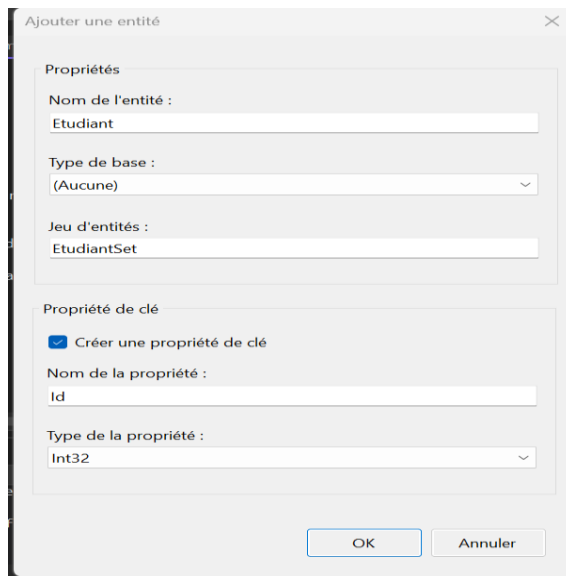 Ajouter une entité
Propriétés
Nom de l'entité :
Etudiant
Type de base :
(Aucune)
Jeu d'entités :
EtudiantSet
Propriété de clé
Créer une propriété de clé
Nom de la propriété :
Id
Type de la propriété :
Int32
OK Annuler